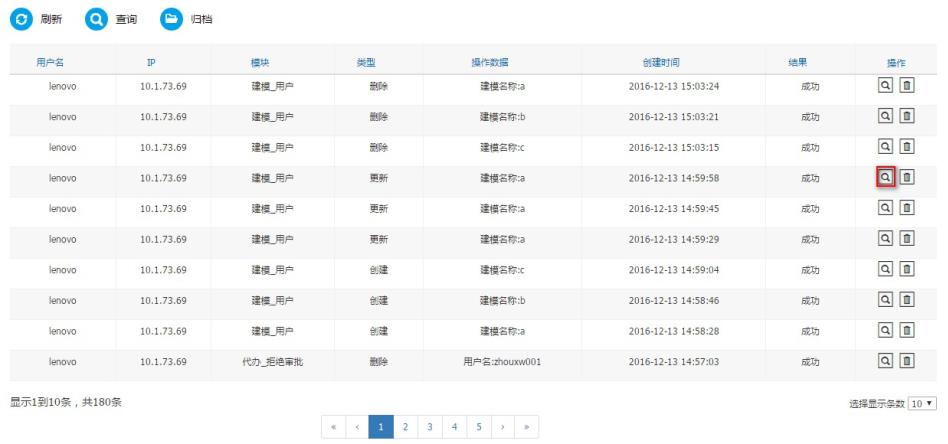 刷新 查询 归档
用户名 IP 模块 类型 操作数据 创建时间 结果 操作
lenovo 10.1.73.69 建模_用户 删除 建模名称:a 2016-12-13 15:03:24 成功
lenovo 10.1.73.69 建模_用户 删除 建模名称:b 2016-12-13 15:03:21 成功
lenovo 10.1.73.69 建模_用户 删除 建模名称:c 2016-12-13 15:03:15 成功
lenovo 10.1.73.69 建模_用户 更新 建模名称:a 2016-12-13 14:59:58 成功
lenovo 10.1.73.69 建模_用户 更新 建模名称:a 2016-12-13 14:59:45 成功
lenovo 10.1.73.69 建模_用户 更新 建模名称:a 2016-12-13 14:59:29 成功
lenovo 10.1.73.69 建模_用户 创建 建模名称:c 2016-12-13 14:59:04 成功
lenovo 10.1.73.69 建模_用户 创建 建模名称:b 2016-12-13 14:58:46 成功
lenovo 10.1.73.69 建模_用户 创建 建模名称:a 2016-12-13 14:58:28 成功
lenovo 10.1.73.69 代办_拒绝审批 删除 用户名:zhouxw001 2016-12-13 14:57:03 成功
显示1到10条，共180条 选择显示条数 10
« ‹ 1 2 3 4 5 › »